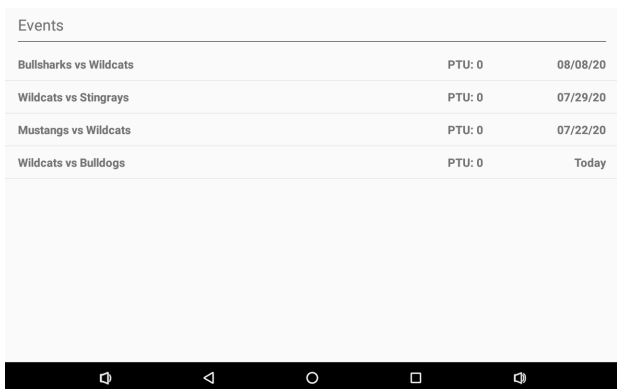 Events
Bullsharks vs Wildcats PTU: 0 08/08/20
Wildcats vs Stingrays PTU: 0 07/29/20
Mustangs vs Wildcats PTU: 0 07/22/20
Wildcats vs Bulldogs PTU: 0 Today